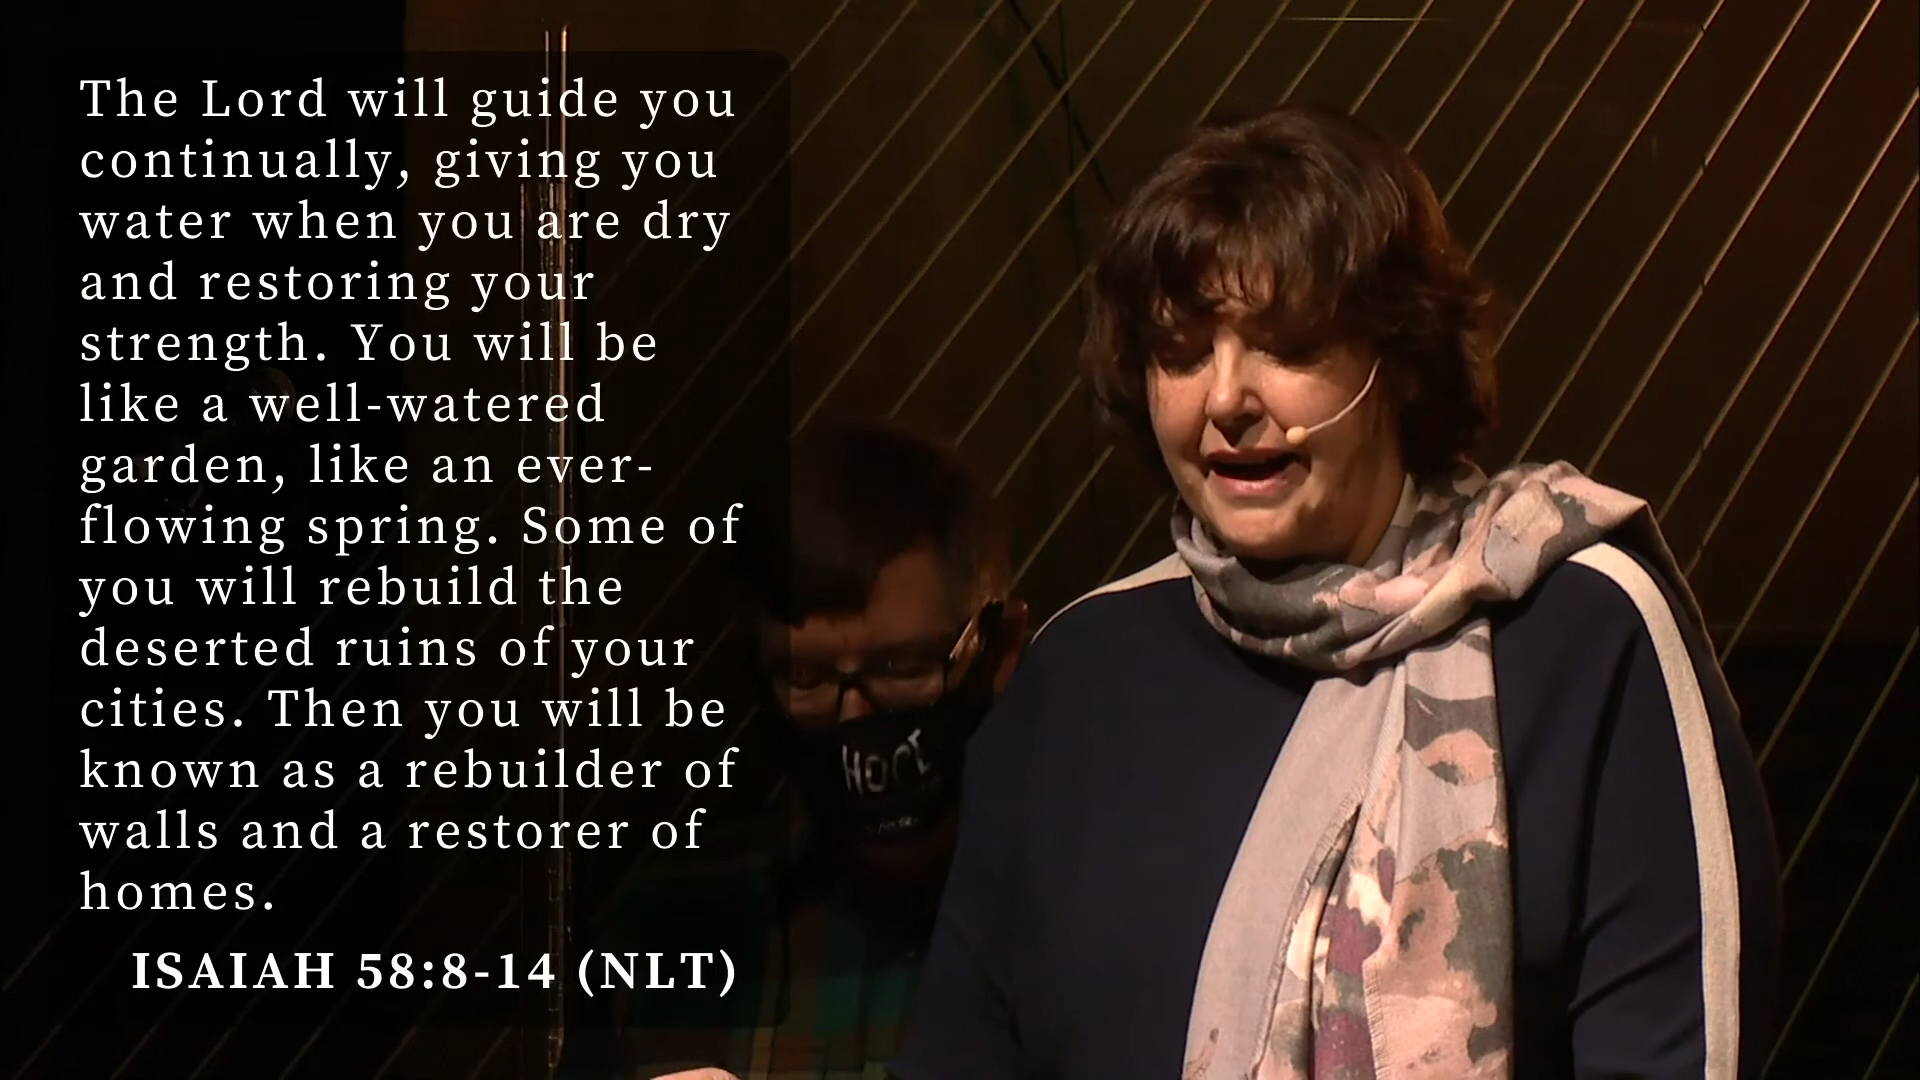 The Lord will guide you
continually, giving you
water when you are dry
and restoring your
strength. You will be
like a well-watered
garden, like an ever-
flowing spring. Some of
you will rebuild the
deserted ruins of your
cities. Then you will be
known as a rebuilder of
walls and a restorer of
homes.
ISAIAH 58:8-14 (NLT)
HOPE